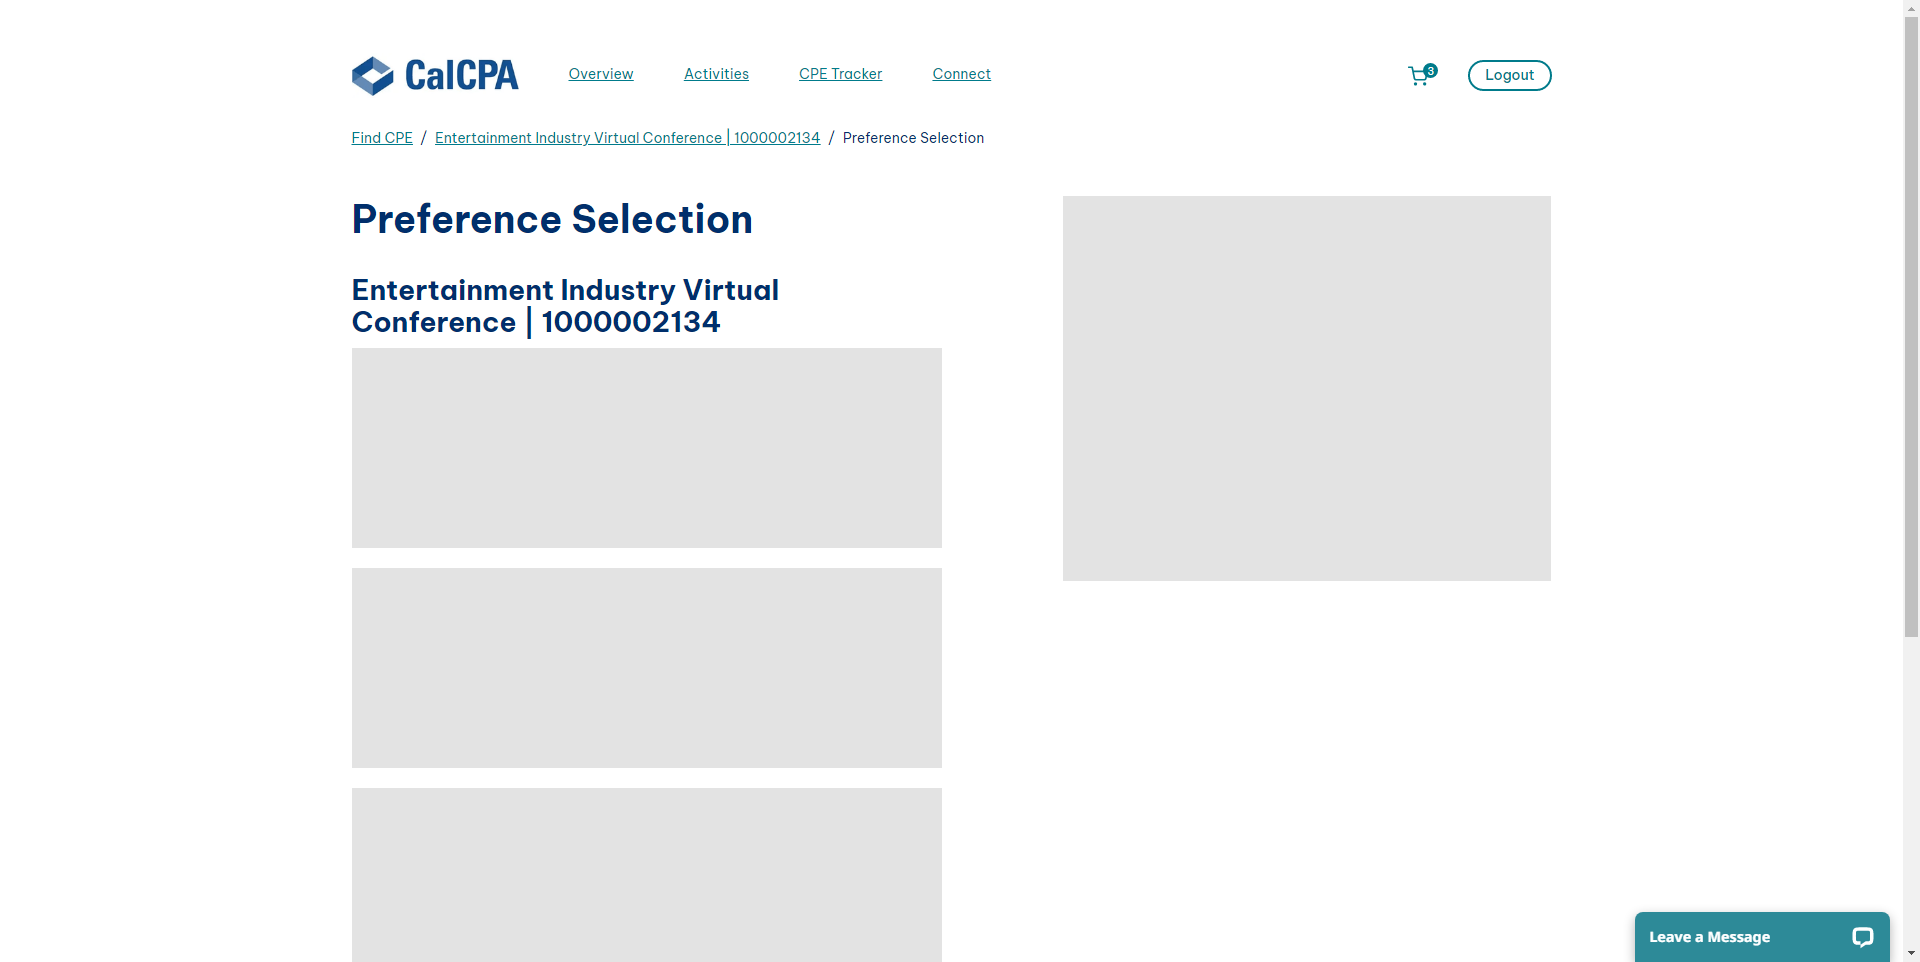 CalCPA
Overview
Activities
CPE Tracker
Connect
3
Logout
Find CPE / Entertainment Industry Virtual Conference | 1000002134 / Preference Selection
Preference Selection
Entertainment Industry Virtual
Conference | 1000002134
Leave a Message